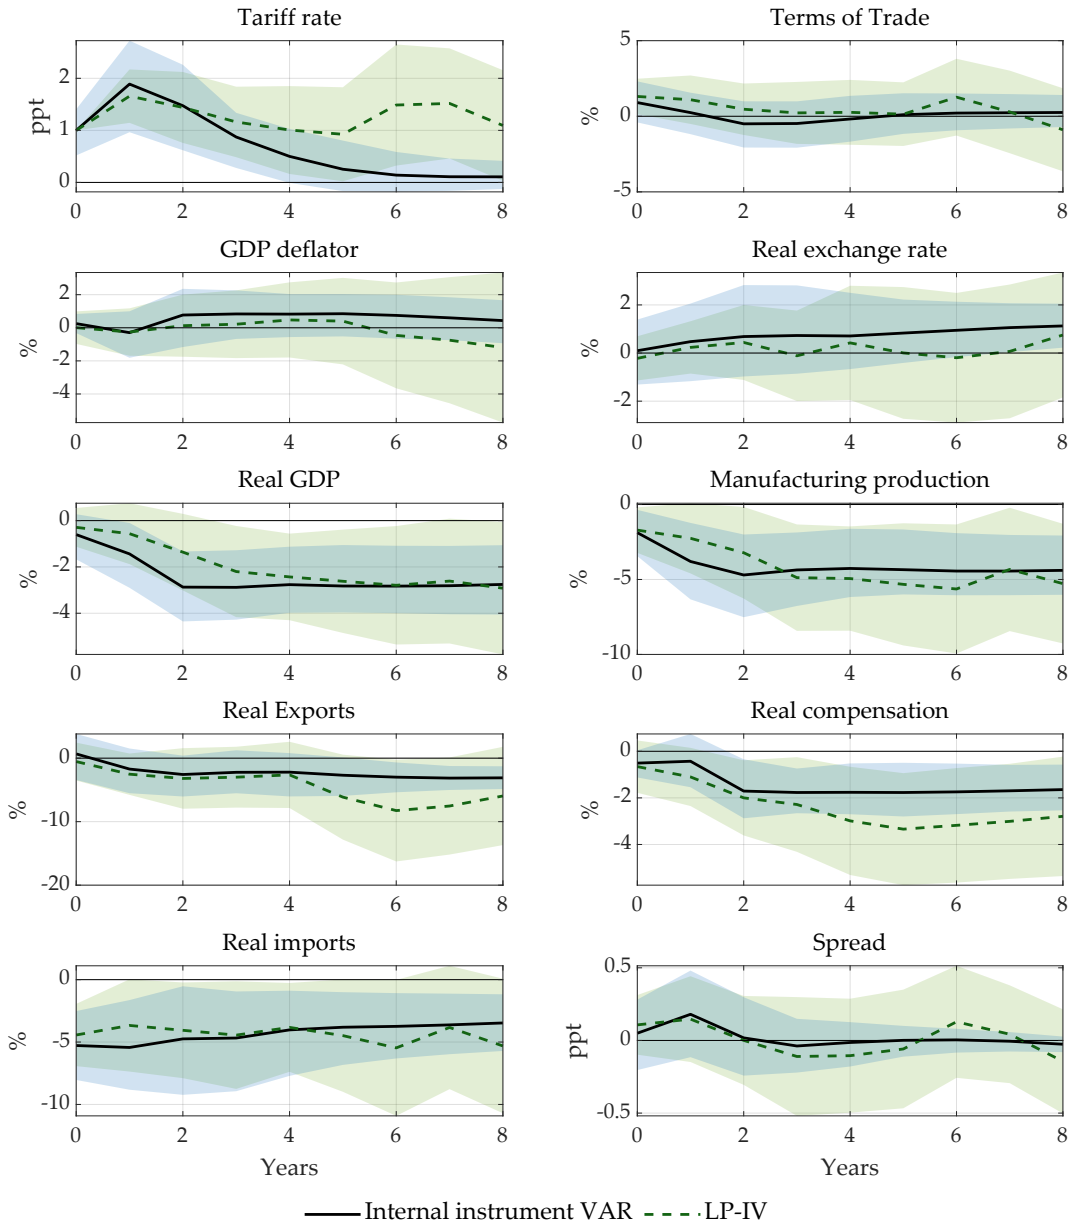 Tariff rate
Terms of Trade
ppt
2
1
0
0 2 4 6 8
%
5
0
-5
0 2 4 6 8
GDP deflator
Real exchange rate
%
2
0
-2
-4
0 2 4 6 8
%
2
0
-2
0 2 4 6 8
Real GDP
Manufacturing production
%
0
-2
-4
0 2 4 6 8
%
0
-5
-10
0 2 4 6 8
Real Exports
Real compensation
%
0
-10
-20
0 2 4 6 8
%
0
-2
-4
0 2 4 6 8
Real imports
Spread
%
0
-5
-10
0 2 4 6 8
Years
ppt
0.5
0
-0.5
0 2 4 6 8
Years
Internal instrument VAR LP-IV